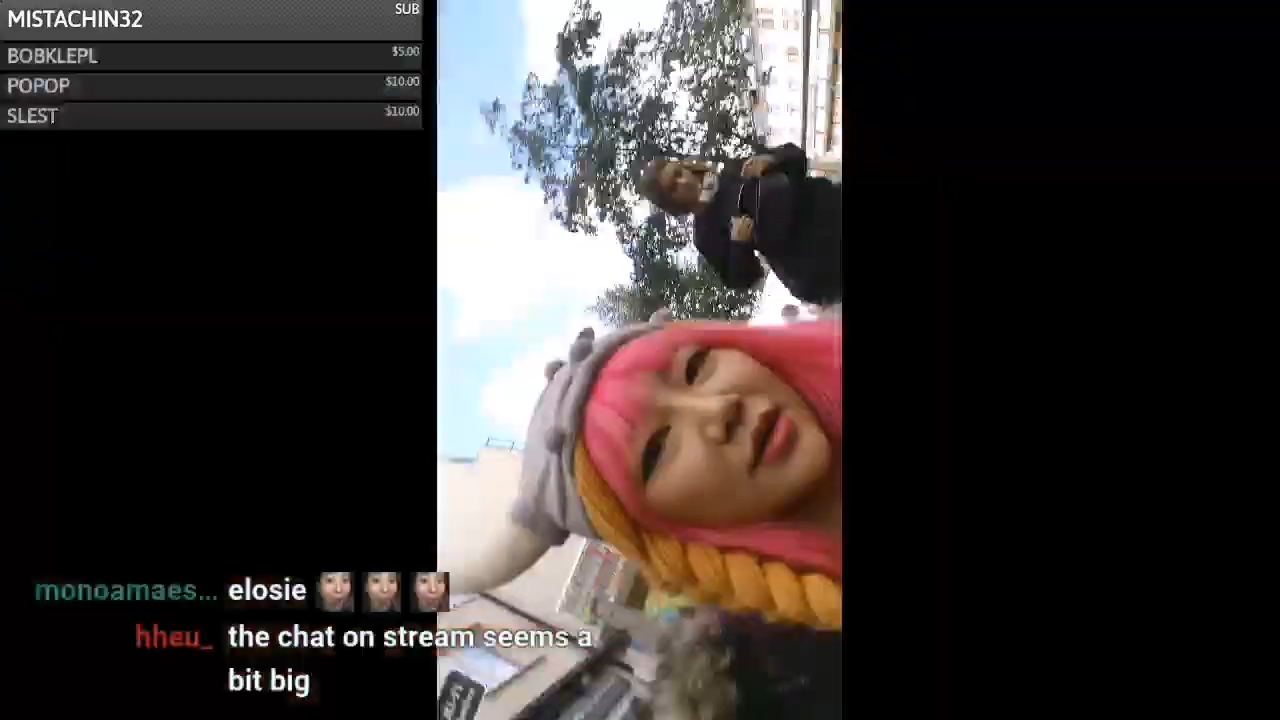 MISTACHIN32 SUB
BOBKLEPL $5.00
POPOP $10.00
SLEST $10.00
monoamaes... elosie
hheu_ the chat on stream seems a
bit big